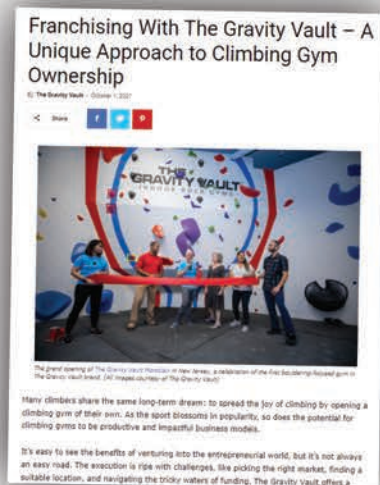 Franchising With The Gravity Vault – A
Unique Approach to Climbing Gym
Ownership
By The Gravity Vault - October 1, 2021
Share
THE
GRAVITY VAULT
INDOOR ROCK GYMS
The grand opening of The Gravity Vault in New Jersey, a celebration of the first bouldering-focused gym in
The Gravity Vault brand. (All images courtesy of The Gravity Vault)
Many climbers share the same long-term dream: to spread the joy of climbing by opening a
climbing gym of their own. As the sport blossoms in popularity, so does the potential for
climbing gyms to be productive and impactful business models.
It's easy to see the benefits of venturing into the entrepreneurial world, but it's not always
an easy road. The execution is ripe with challenges, like picking the right market, finding a
suitable location, and navigating the tricky waters of funding. The Gravity Vault offers a